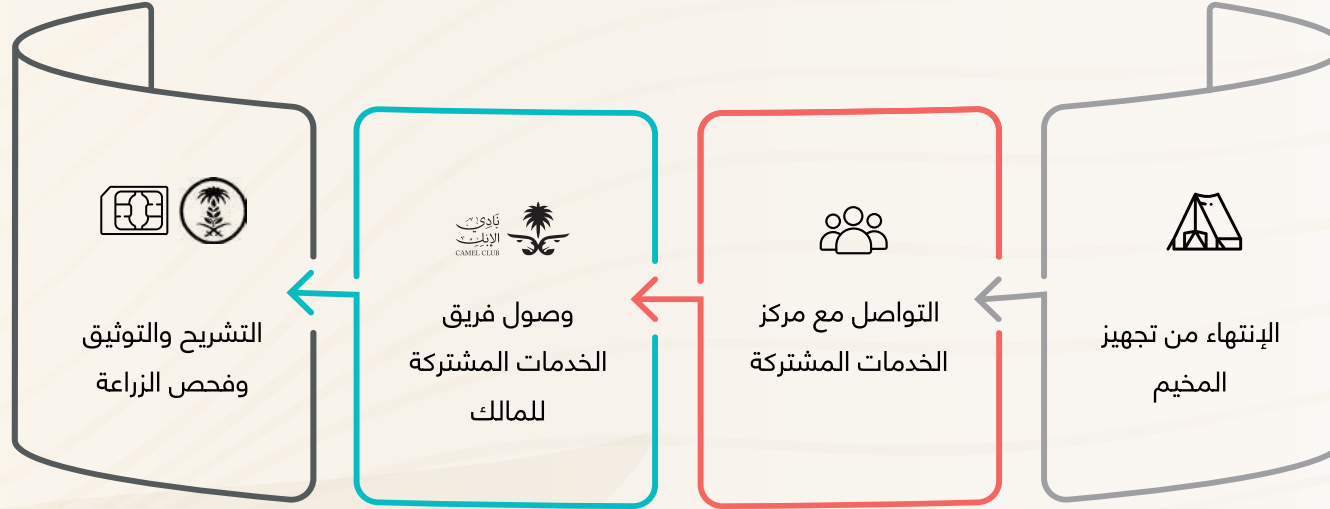 الإنتهاء من تجهيز
المخيم
التواصل مع مركز
الخدمات المشتركة
نادي
الإبل
CAMEL CLUB
وصول فريق
الخدمات المشتركة
للمالك
التشريح والتوثيق
وفحص الزراعة